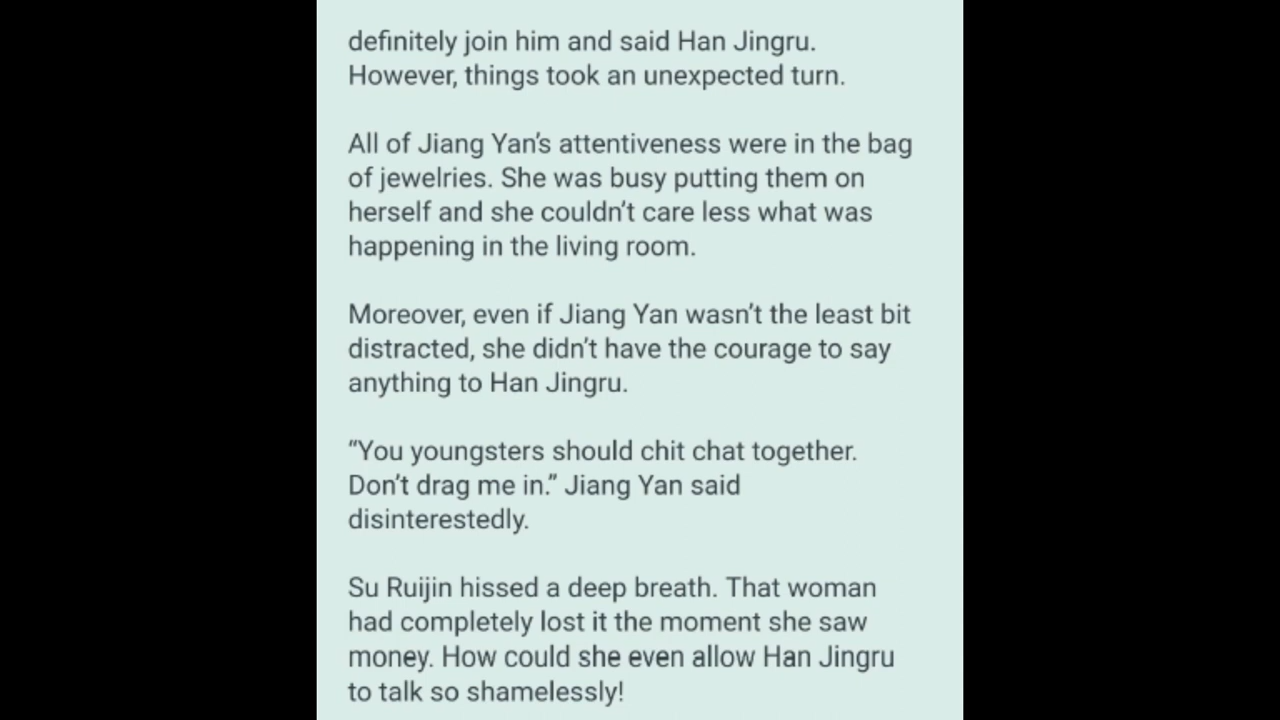 definitely join him and said Han Jingru.
However, things took an unexpected turn.
All of Jiang Yan's attentiveness were in the bag
of jewelries. She was busy putting them on
herself and she couldn't care less what was
happening in the living room.
Moreover, even if Jiang Yan wasn't the least bit
distracted, she didn't have the courage to say
anything to Han Jingru.
“You youngsters should chit chat together.
Don't drag me in.” Jiang Yan said
disinterestedly.
Su Ruijin hissed a deep breath. That woman
had completely lost it the moment she saw
money. How could she even allow Han Jingru
to talk so shamelessly!